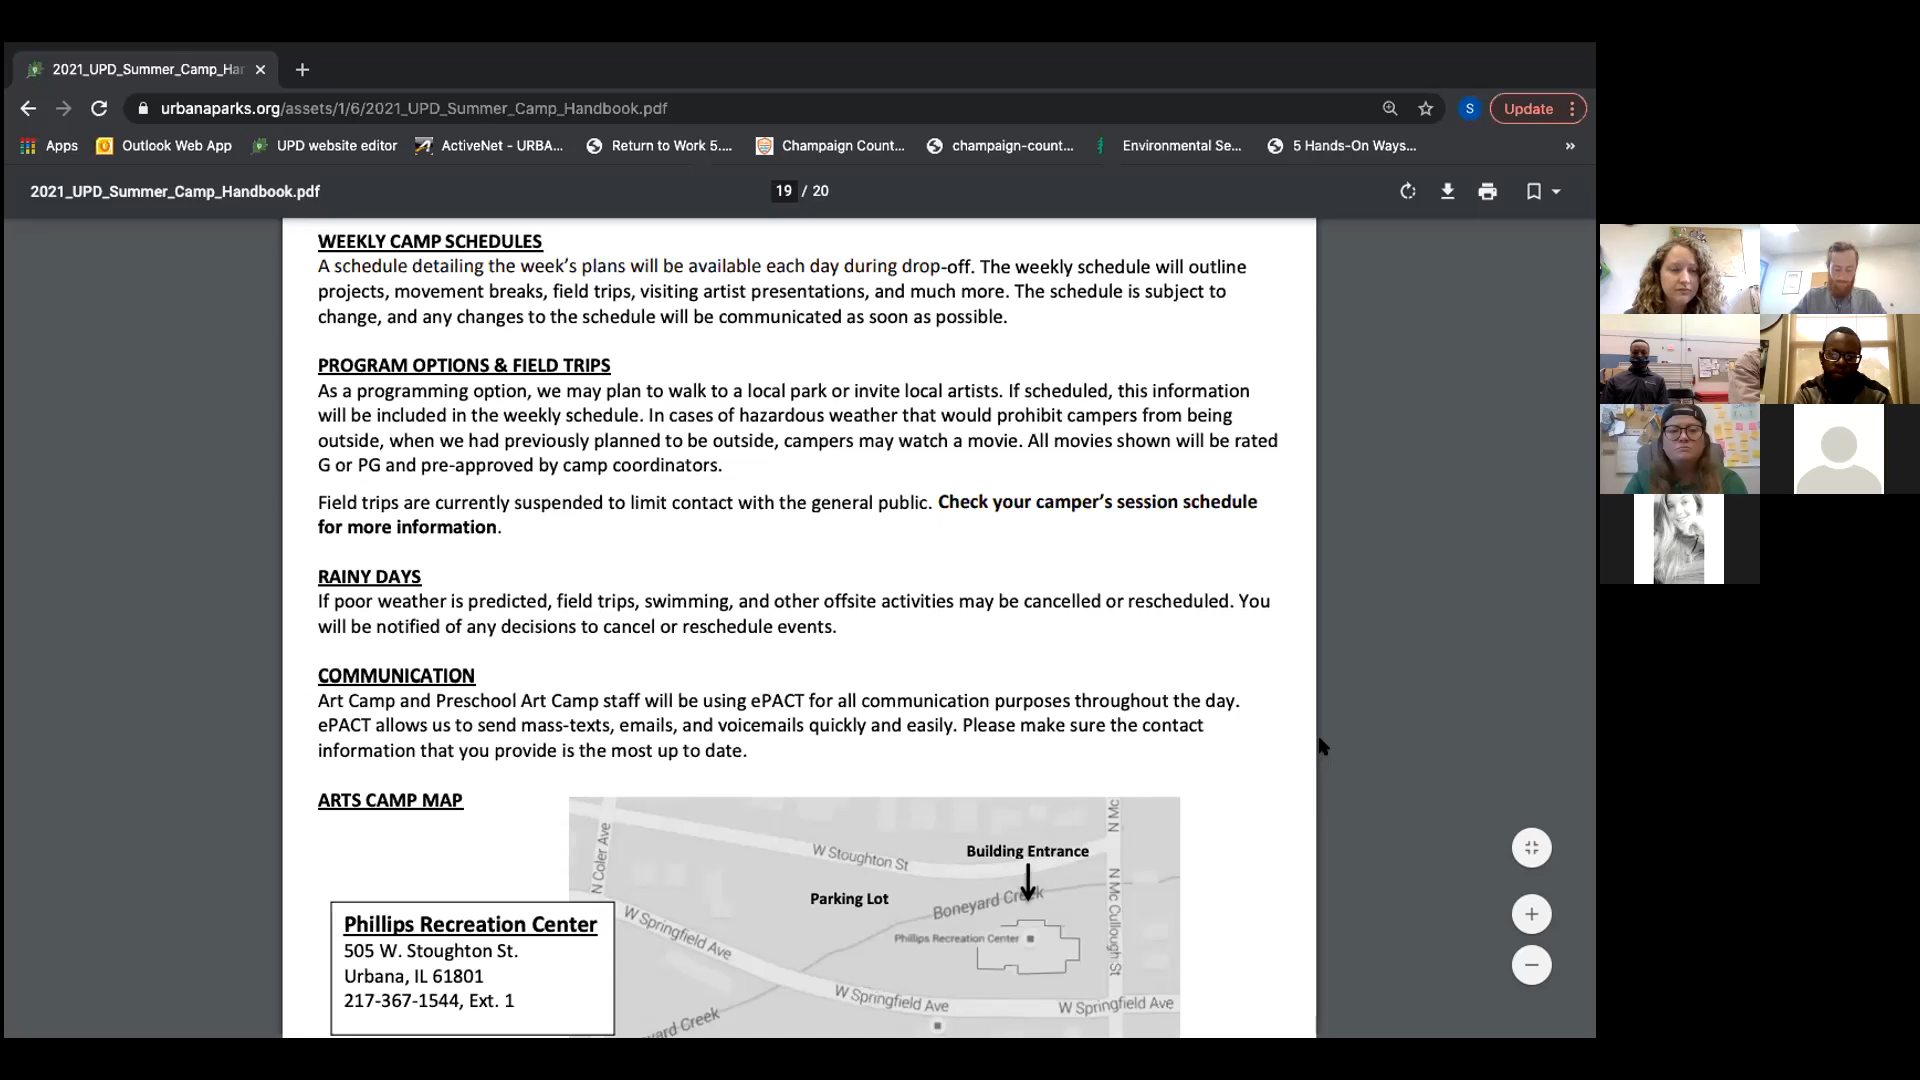 2021_UPD_Summer_Camp_Har
urbanaparks.org/assets/1/6/2021_UPD_Summer_Camp_Handbook.pdf
S
Update
Apps
Outlook Web App
UPD website editor
ActiveNet - URBA...
Return to Work 5....
Champaign Count...
champaign-count...
Environmental Se...
5 Hands-On Ways...
»
2021_UPD_Summer_Camp_Handbook.pdf
19 / 20
WEEKLY CAMP SCHEDULES
A schedule detailing the week's plans will be available each day during drop-off. The weekly schedule will outline
projects, movement breaks, field trips, visiting artist presentations, and much more. The schedule is subject to
change, and any changes to the schedule will be communicated as soon as possible.
PROGRAM OPTIONS & FIELD TRIPS
As a programming option, we may plan to walk to a local park or invite local artists. If scheduled, this information
will be included in the weekly schedule. In cases of hazardous weather that would prohibit campers from being
outside, when we had previously planned to be outside, campers may watch a movie. All movies shown will be rated
G or PG and pre-approved by camp coordinators.
Field trips are currently suspended to limit contact with the general public. Check your camper's session schedule
for more information.
RAINY DAYS
If poor weather is predicted, field trips, swimming, and other offsite activities may be cancelled or rescheduled. You
will be notified of any decisions to cancel or reschedule events.
COMMUNICATION
Art Camp and Preschool Art Camp staff will be using ePACT for all communication purposes throughout the day.
ePACT allows us to send mass-texts, emails, and voicemails quickly and easily. Please make sure the contact
information that you provide is the most up to date.
ARTS CAMP MAP
N Coler Ave
W Stoughton St
Building Entrance
Parking Lot
Boneyard Creek
N McCullough St
Phillips Recreation Center
W Springfield Ave
W Springfield Ave
W Springfield Ave
yard Creek
Phillips Recreation Center
505 W. Stoughton St.
Urbana, IL 61801
217-367-1544, Ext. 1